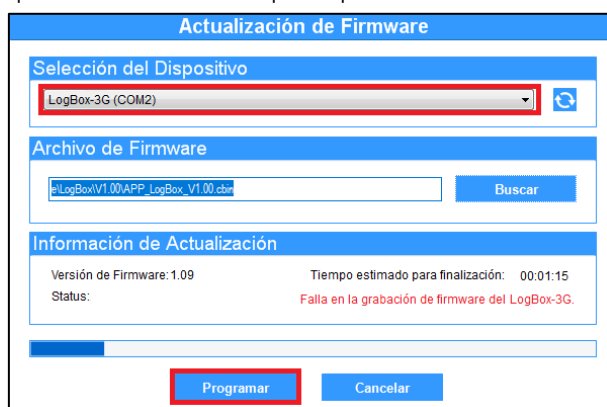 Actualización de Firmware
Selección del Dispositivo
LogBox-3G (COM2)
Archivo de Firmware
e\LogBox\V1.00\APP_LogBox_V1.00.cbin
Buscar
Información de Actualización
Versión de Firmware: 1.09
Tiempo estimado para finalización: 00:01:15
Status:
Falla en la grabación de firmware del LogBox-3G.
Programar
Cancelar